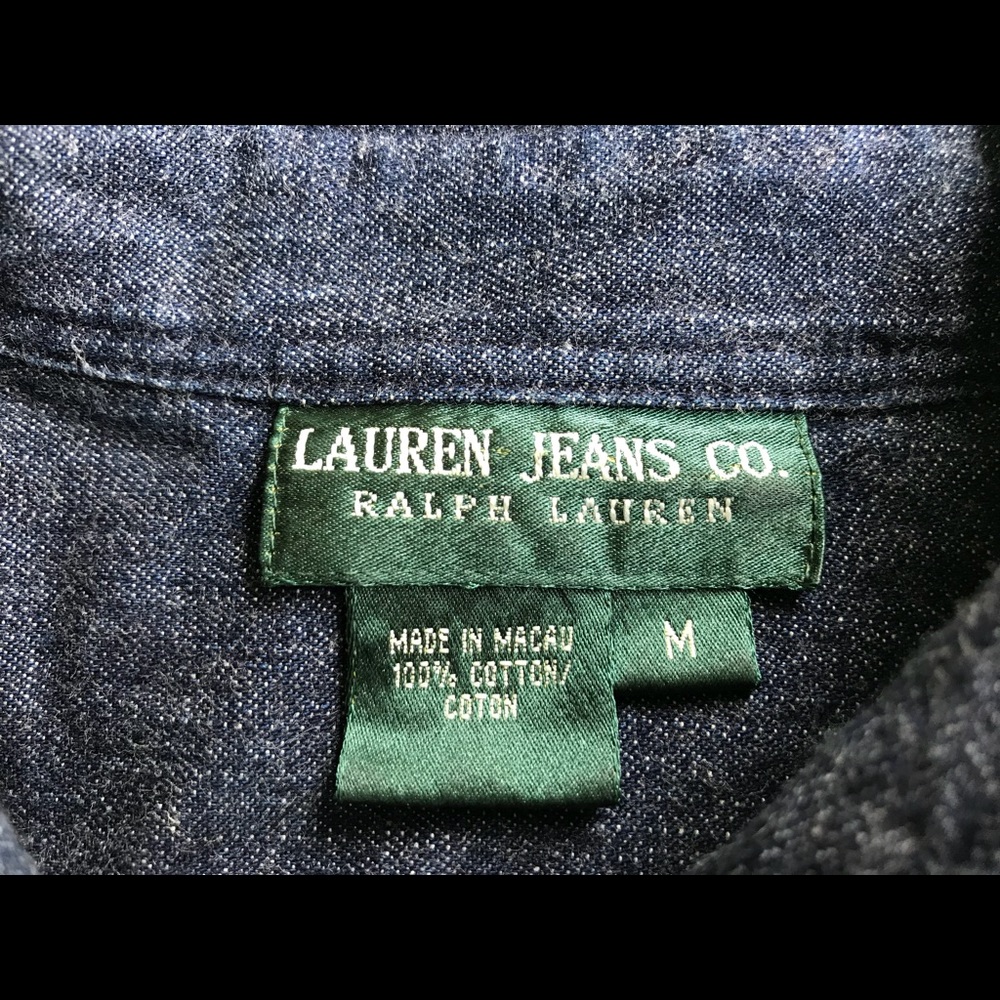 LAUREN JEANS CO.
RALPH LAUREN
MADE IN MACAU
100% COTTON/
COTON
M